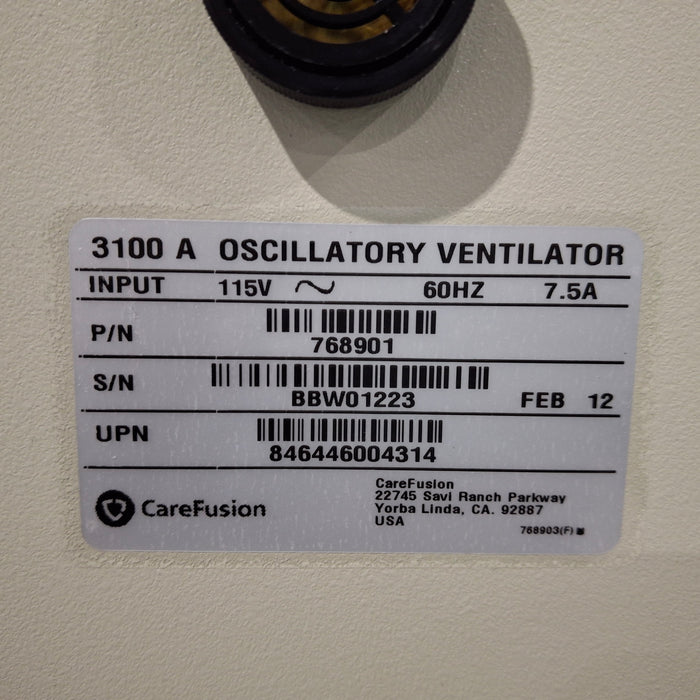 3100 A OSCILLATORY VENTILATOR
INPUT 115V 60HZ 7.5A
P/N 768901
S/N BBW01223 FEB 12
UPN 846446004314
CareFusion
CareFusion
22745 Savi Ranch Parkway
Yorba Linda, CA. 92887
USA
768903(F)